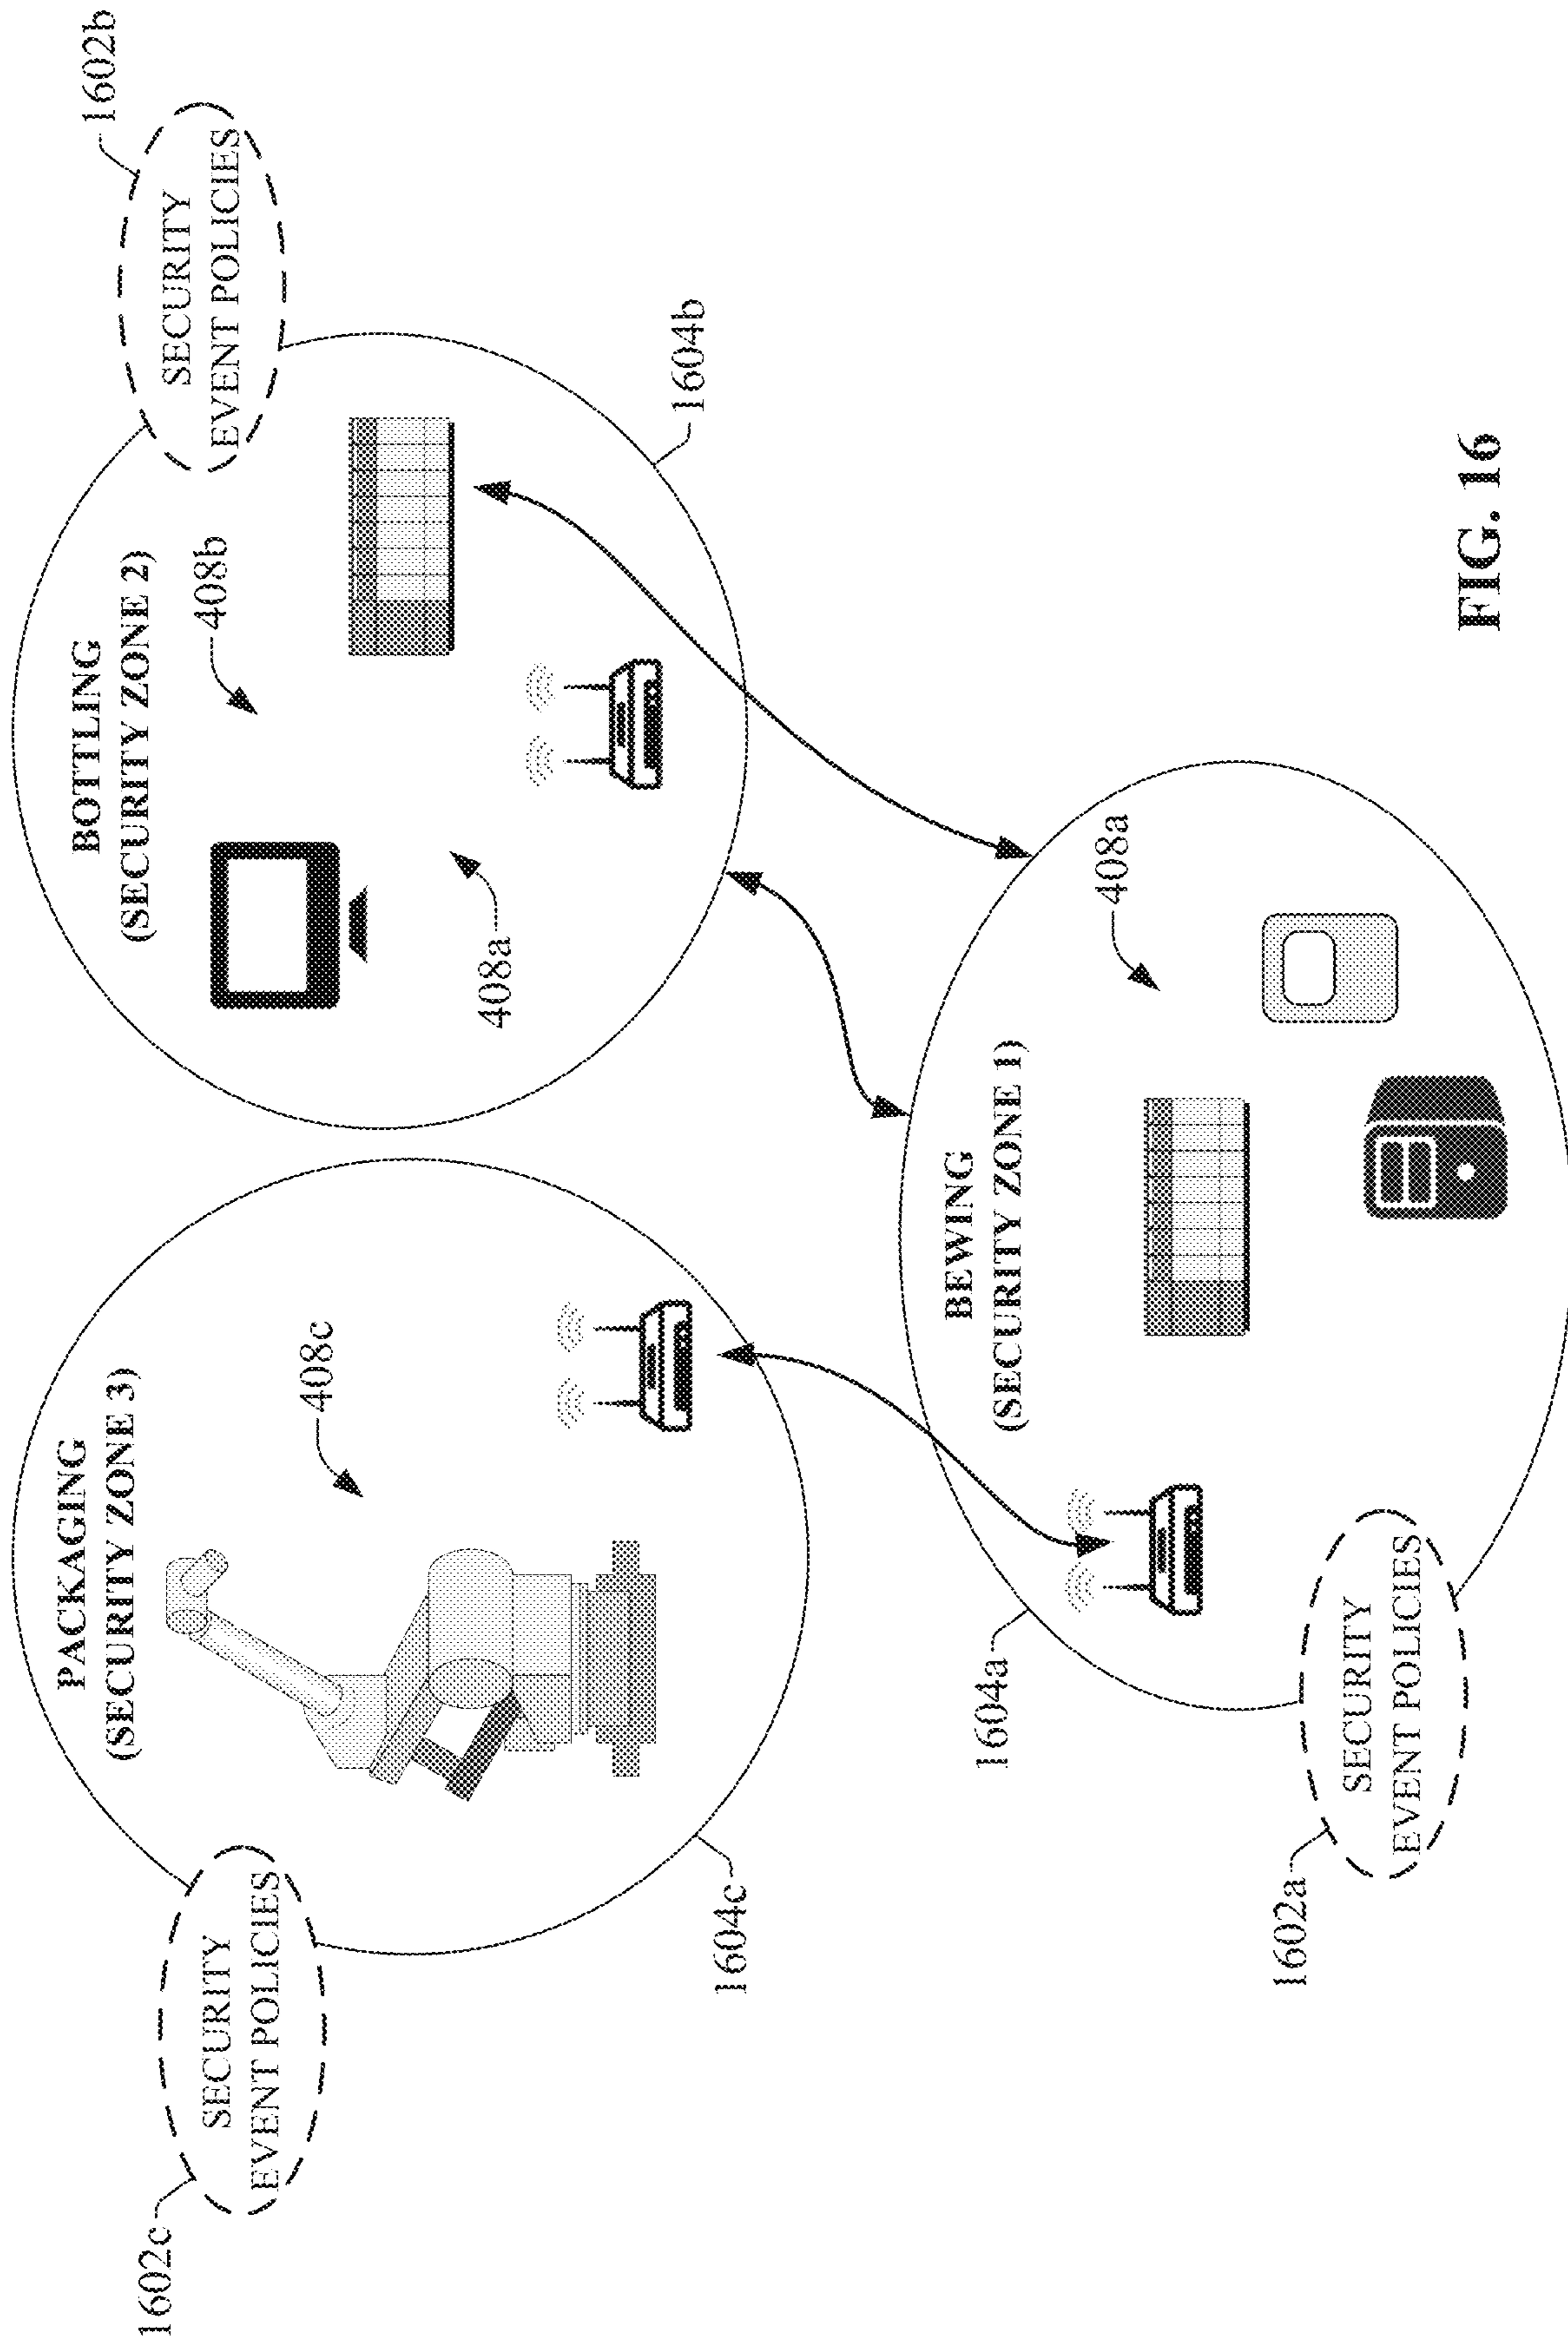 1602c
SECURITY
EVENT POLICIES
PACKAGING
(SECURITY ZONE 3)
408c
1604c
BOTTLING
(SECURITY ZONE 2)
408b
408a
1602b
SECURITY
EVENT POLICIES
1604b
1604a
BEWING
(SECURITY ZONE 1)
408a
1602a
SECURITY
EVENT POLICIES
FIG. 16